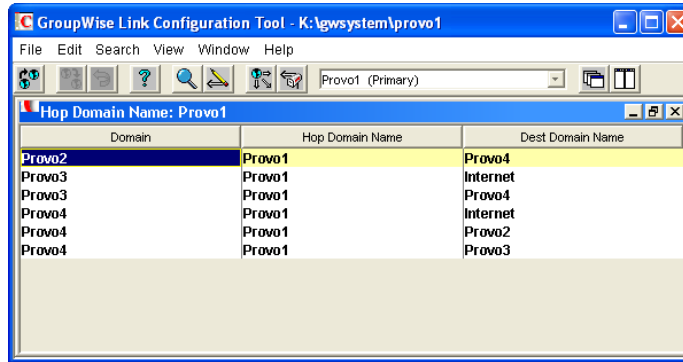 GroupWise Link Configuration Tool - K:\gwsystem\provo1
File Edit Search View Window Help
Provo1 (Primary)
Hop Domain Name: Provo1
Domain Hop Domain Name Dest Domain Name
Provo2 Provo1 Provo4
Provo3 Provo1 Internet
Provo3 Provo1 Provo4
Provo4 Provo1 Internet
Provo4 Provo1 Provo2
Provo4 Provo1 Provo3